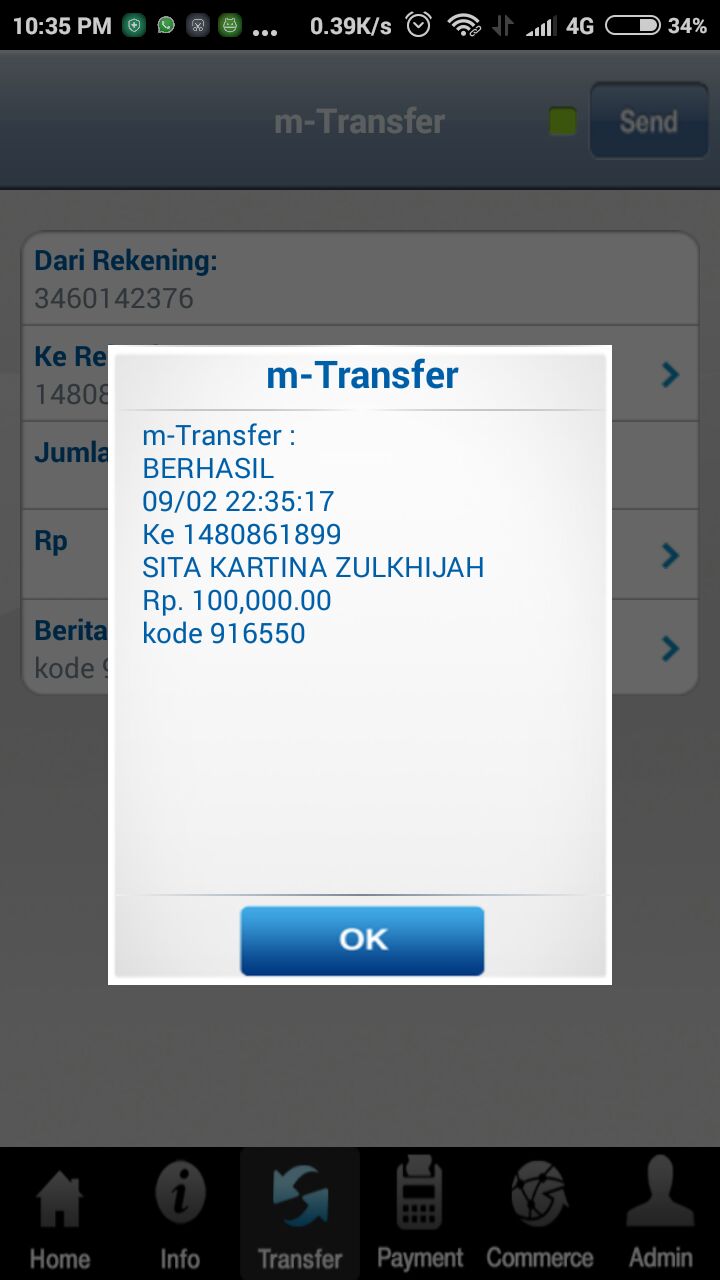 10:35 PM ... 0.39K/s 4G 34%
m-Transfer
Send
Dari Rekening:
3460142376
Ke Re
14808
Jumla
Rp
Berita
kode 9
m-Transfer
m-Transfer :
BERHASIL
09/02 22:35:17
Ke 1480861899
SITA KARTINA ZULKHIJAH
Rp. 100,000.00
kode 916550
OK
Home Info Transfer Payment Commerce Admin